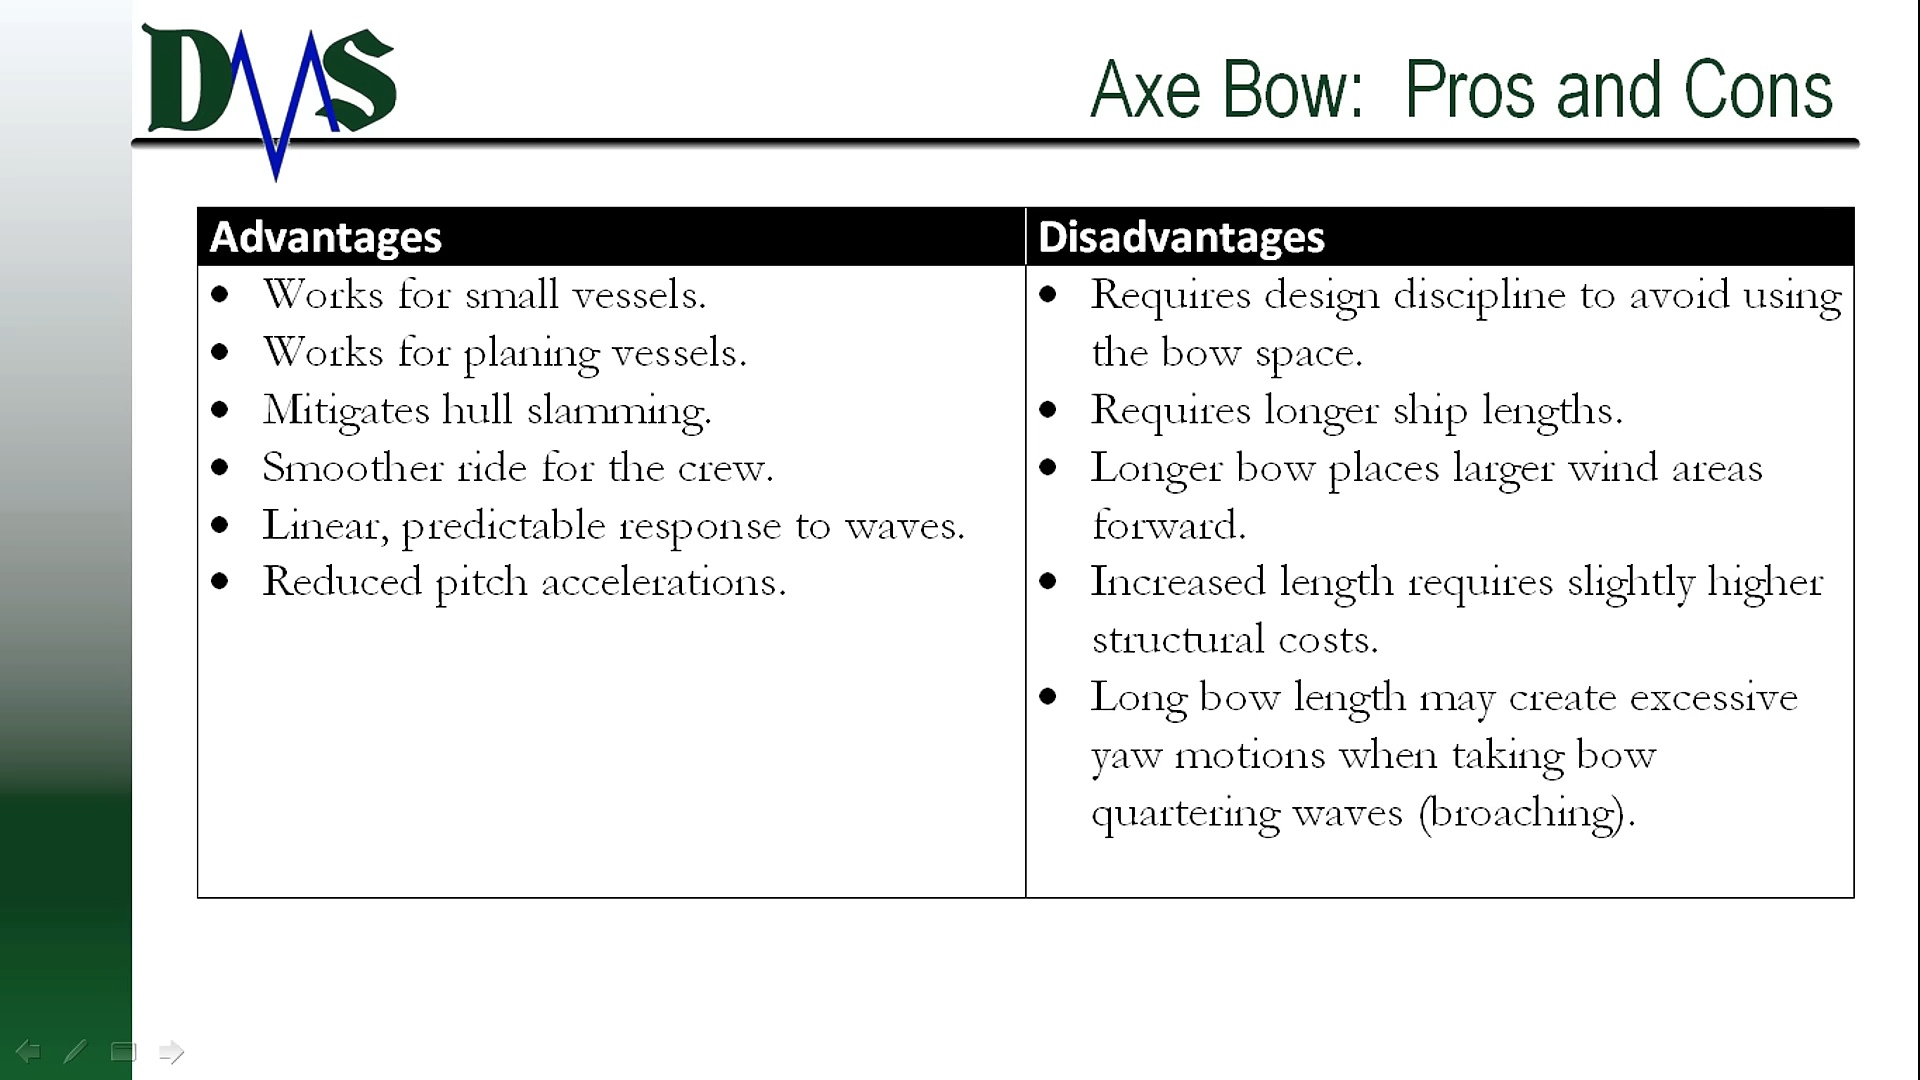 DMS
Axe Bow: Pros and Cons
Advantages
• Works for small vessels.
• Works for planing vessels.
• Mitigates hull slamming.
• Smoother ride for the crew.
• Linear, predictable response to waves.
• Reduced pitch accelerations.
Disadvantages
• Requires design discipline to avoid using
the bow space.
• Requires longer ship lengths.
• Longer bow places larger wind areas
forward.
• Increased length requires slightly higher
structural costs.
• Long bow length may create excessive
yaw motions when taking bow
quartering waves (broaching).